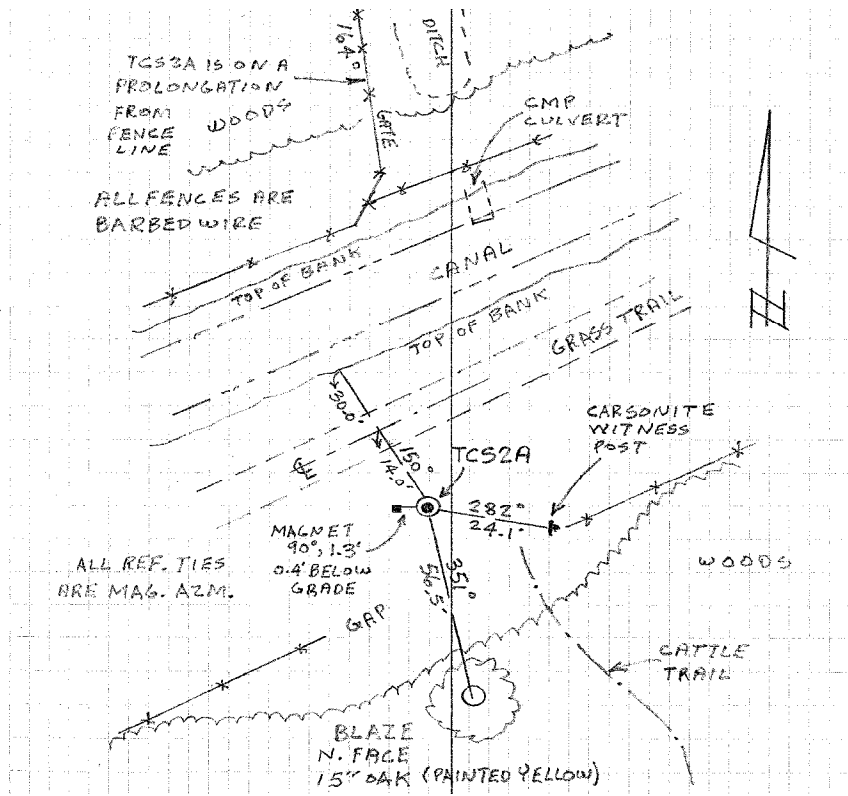 DITCH
164°
TCS3A IS ON A
PROLONGATION
FROM
FENCE
LINE
WOODS
GATE
CMP
CULVERT
ALL FENCES ARE
BARBED WIRE
TOP OF BANK
CANAL
TOP OF BANK
GRASS TRAIL
30.0'
150°
14.0'
CARSONITE
WITNESS
POST
TCS2A
282°
24.1'
MAGNET
90°, 1.3'
0.4' BELOW
GRADE
351°
56.5'
ALL REF. TIES
ARE MAG. AZM.
WOODS
GAP
CATTLE
TRAIL
BLAZE
N. FACE
15" OAK (PAINTED YELLOW)
N